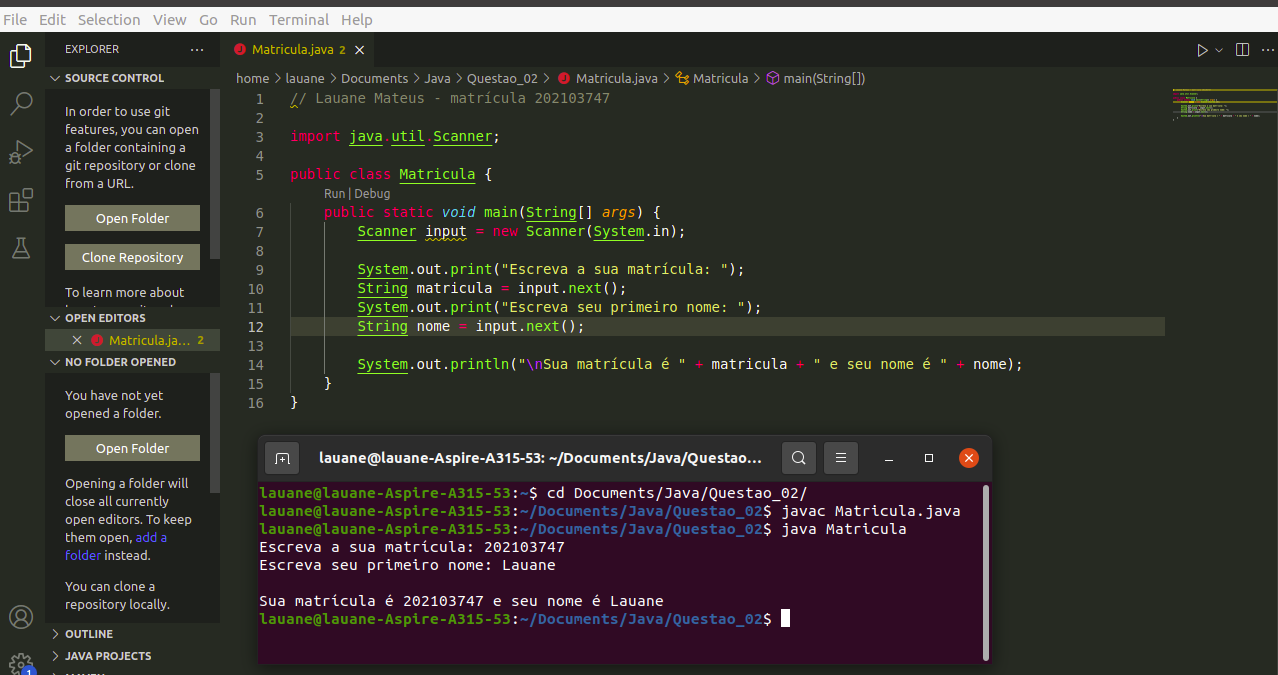 File Edit Selection View Go Run Terminal Help
EXPLORER ···
SOURCE CONTROL
In order to use git
features, you can open
a folder containing a
git repository or clone
from a URL.
Open Folder
Clone Repository
To learn more about
OPEN EDITORS
Matricula.ja... 2
NO FOLDER OPENED
You have not yet
opened a folder.
Open Folder
Opening a folder will
close all currently
open editors. To keep
them open, add a
folder instead.
You can clone a
repository locally.
OUTLINE
JAVA PROJECTS
1
Matricula.java 2
home > lauane > Documents > Java > Questao_02 > Matricula.java > Matricula > main(String[])
1 // Lauane Mateus - matrícula 202103747
2
3 import java.util.Scanner;
4
5 public class Matricula {
Run | Debug
6 public static void main(String[] args) {
7 Scanner input = new Scanner(System.in);
8
9 System.out.print("Escreva a sua matrícula: ");
10 String matricula = input.next();
11 System.out.print("Escreva seu primeiro nome: ");
12 String nome = input.next();
13
14 System.out.println("\nSua matrícula é " + matricula + " e seu nome é " + nome);
15 }
16 }
lauane@lauane-Aspire-A315-53: ~/Documents/Java/Questao...
lauane@lauane-Aspire-A315-53:~$ cd Documents/Java/Questao_02/
lauane@lauane-Aspire-A315-53:~/Documents/Java/Questao_02$ javac Matricula.java
lauane@lauane-Aspire-A315-53:~/Documents/Java/Questao_02$ java Matricula
Escreva a sua matrícula: 202103747
Escreva seu primeiro nome: Lauane

Sua matrícula é 202103747 e seu nome é Lauane
lauane@lauane-Aspire-A315-53:~/Documents/Java/Questao_02$